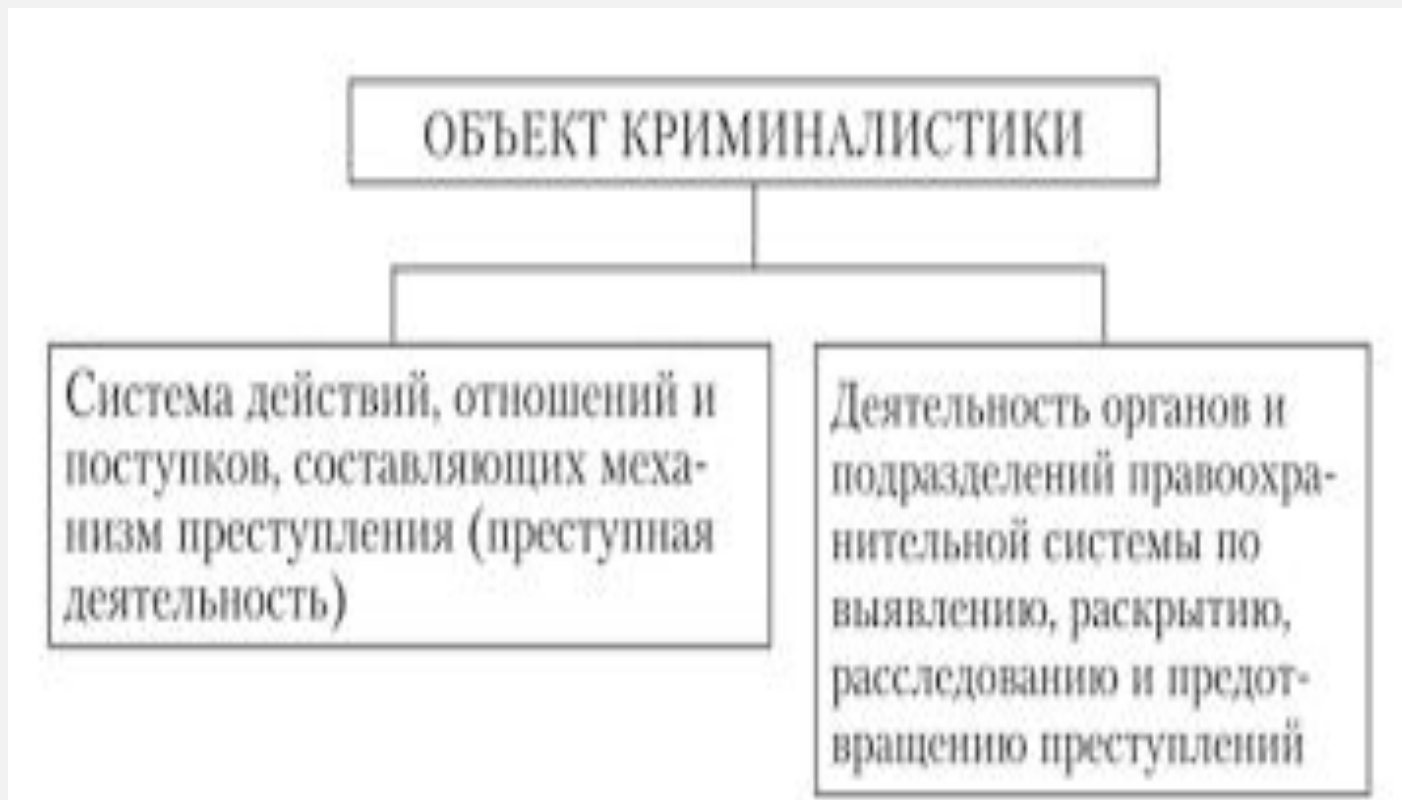 ОБЪЕКТ КРИМИНАЛИСТИКИ
Система действий, отношений и
поступков, составляющих меха-
низм преступления (преступная
деятельность)
Деятельность органов и
подразделений правоохра-
нительной системы по
выявлению, раскрытию,
расследованию и предот-
вращению преступлений